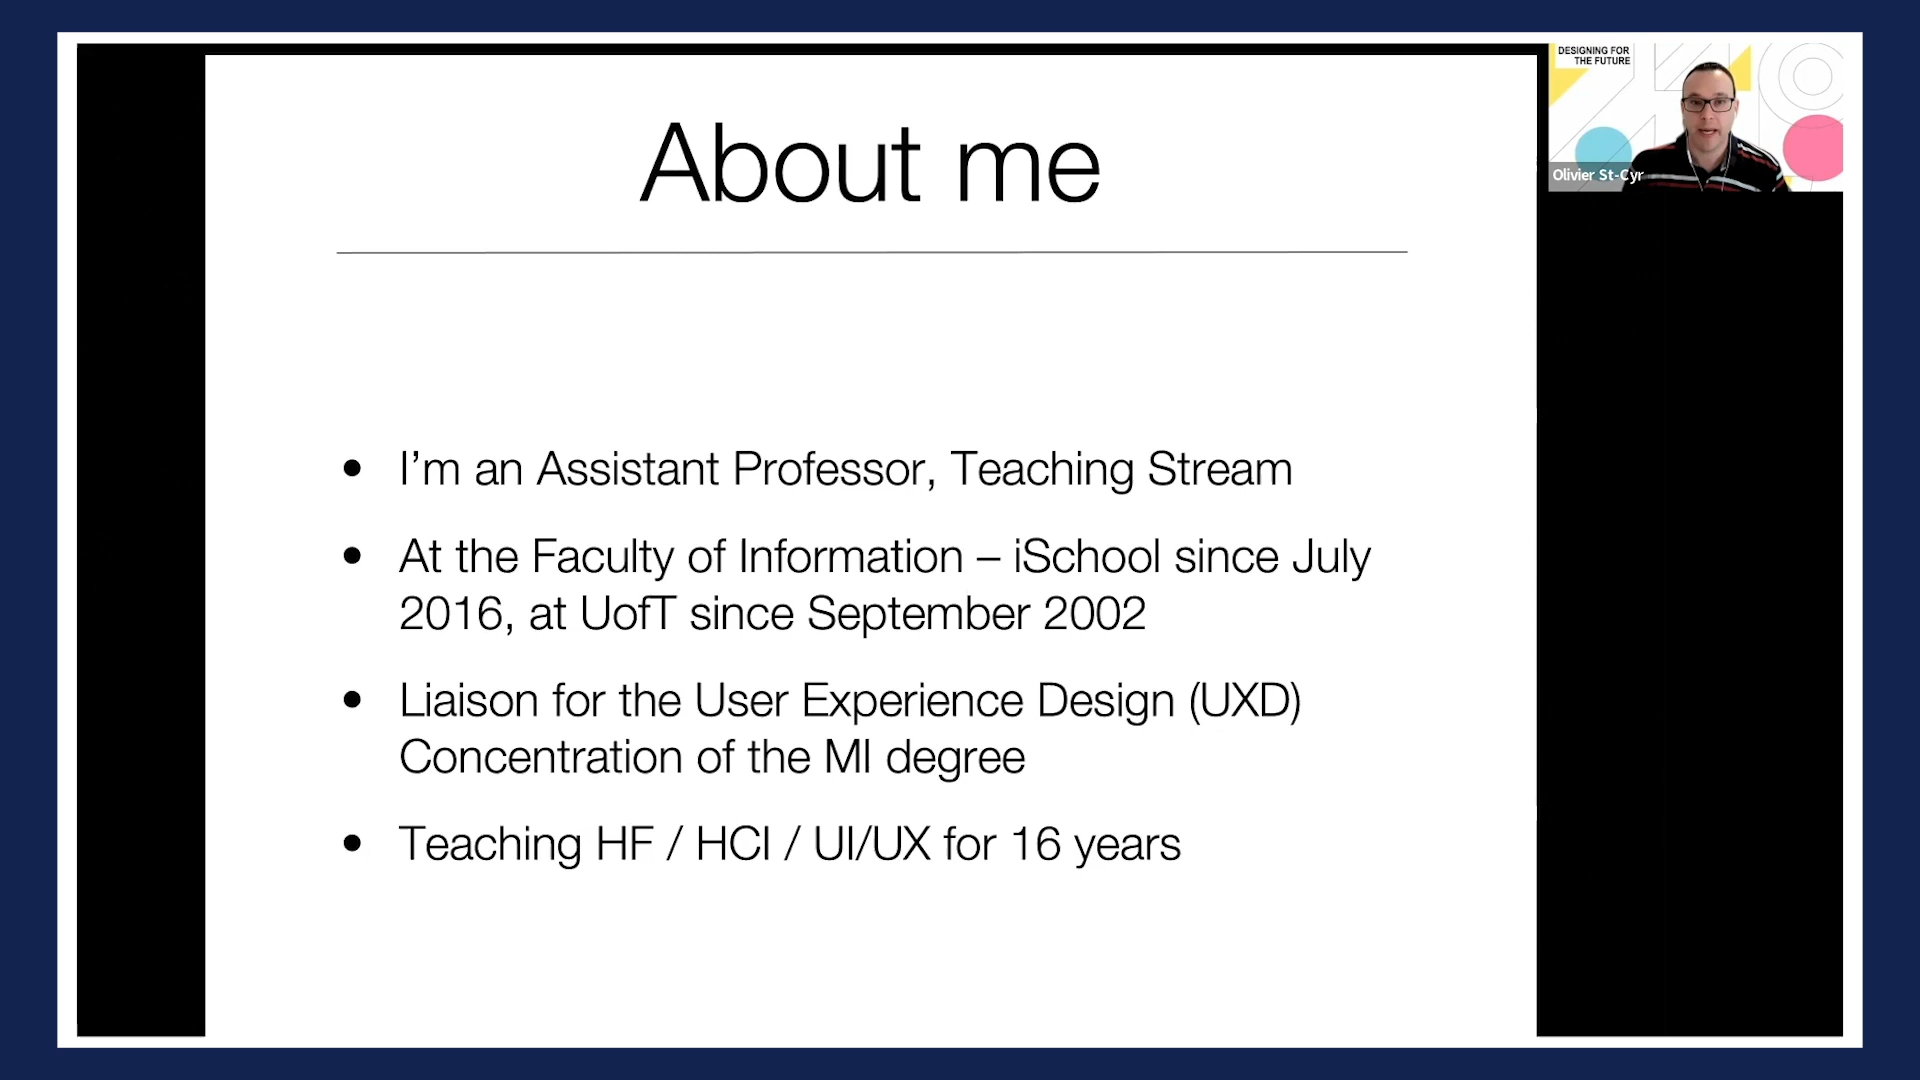 About me
• I’m an Assistant Professor, Teaching Stream
• At the Faculty of Information – iSchool since July
2016, at UofT since September 2002
• Liaison for the User Experience Design (UXD)
Concentration of the MI degree
• Teaching HF / HCI / UI/UX for 16 years
DESIGNING FOR
THE FUTURE
Olivier St-Cyr